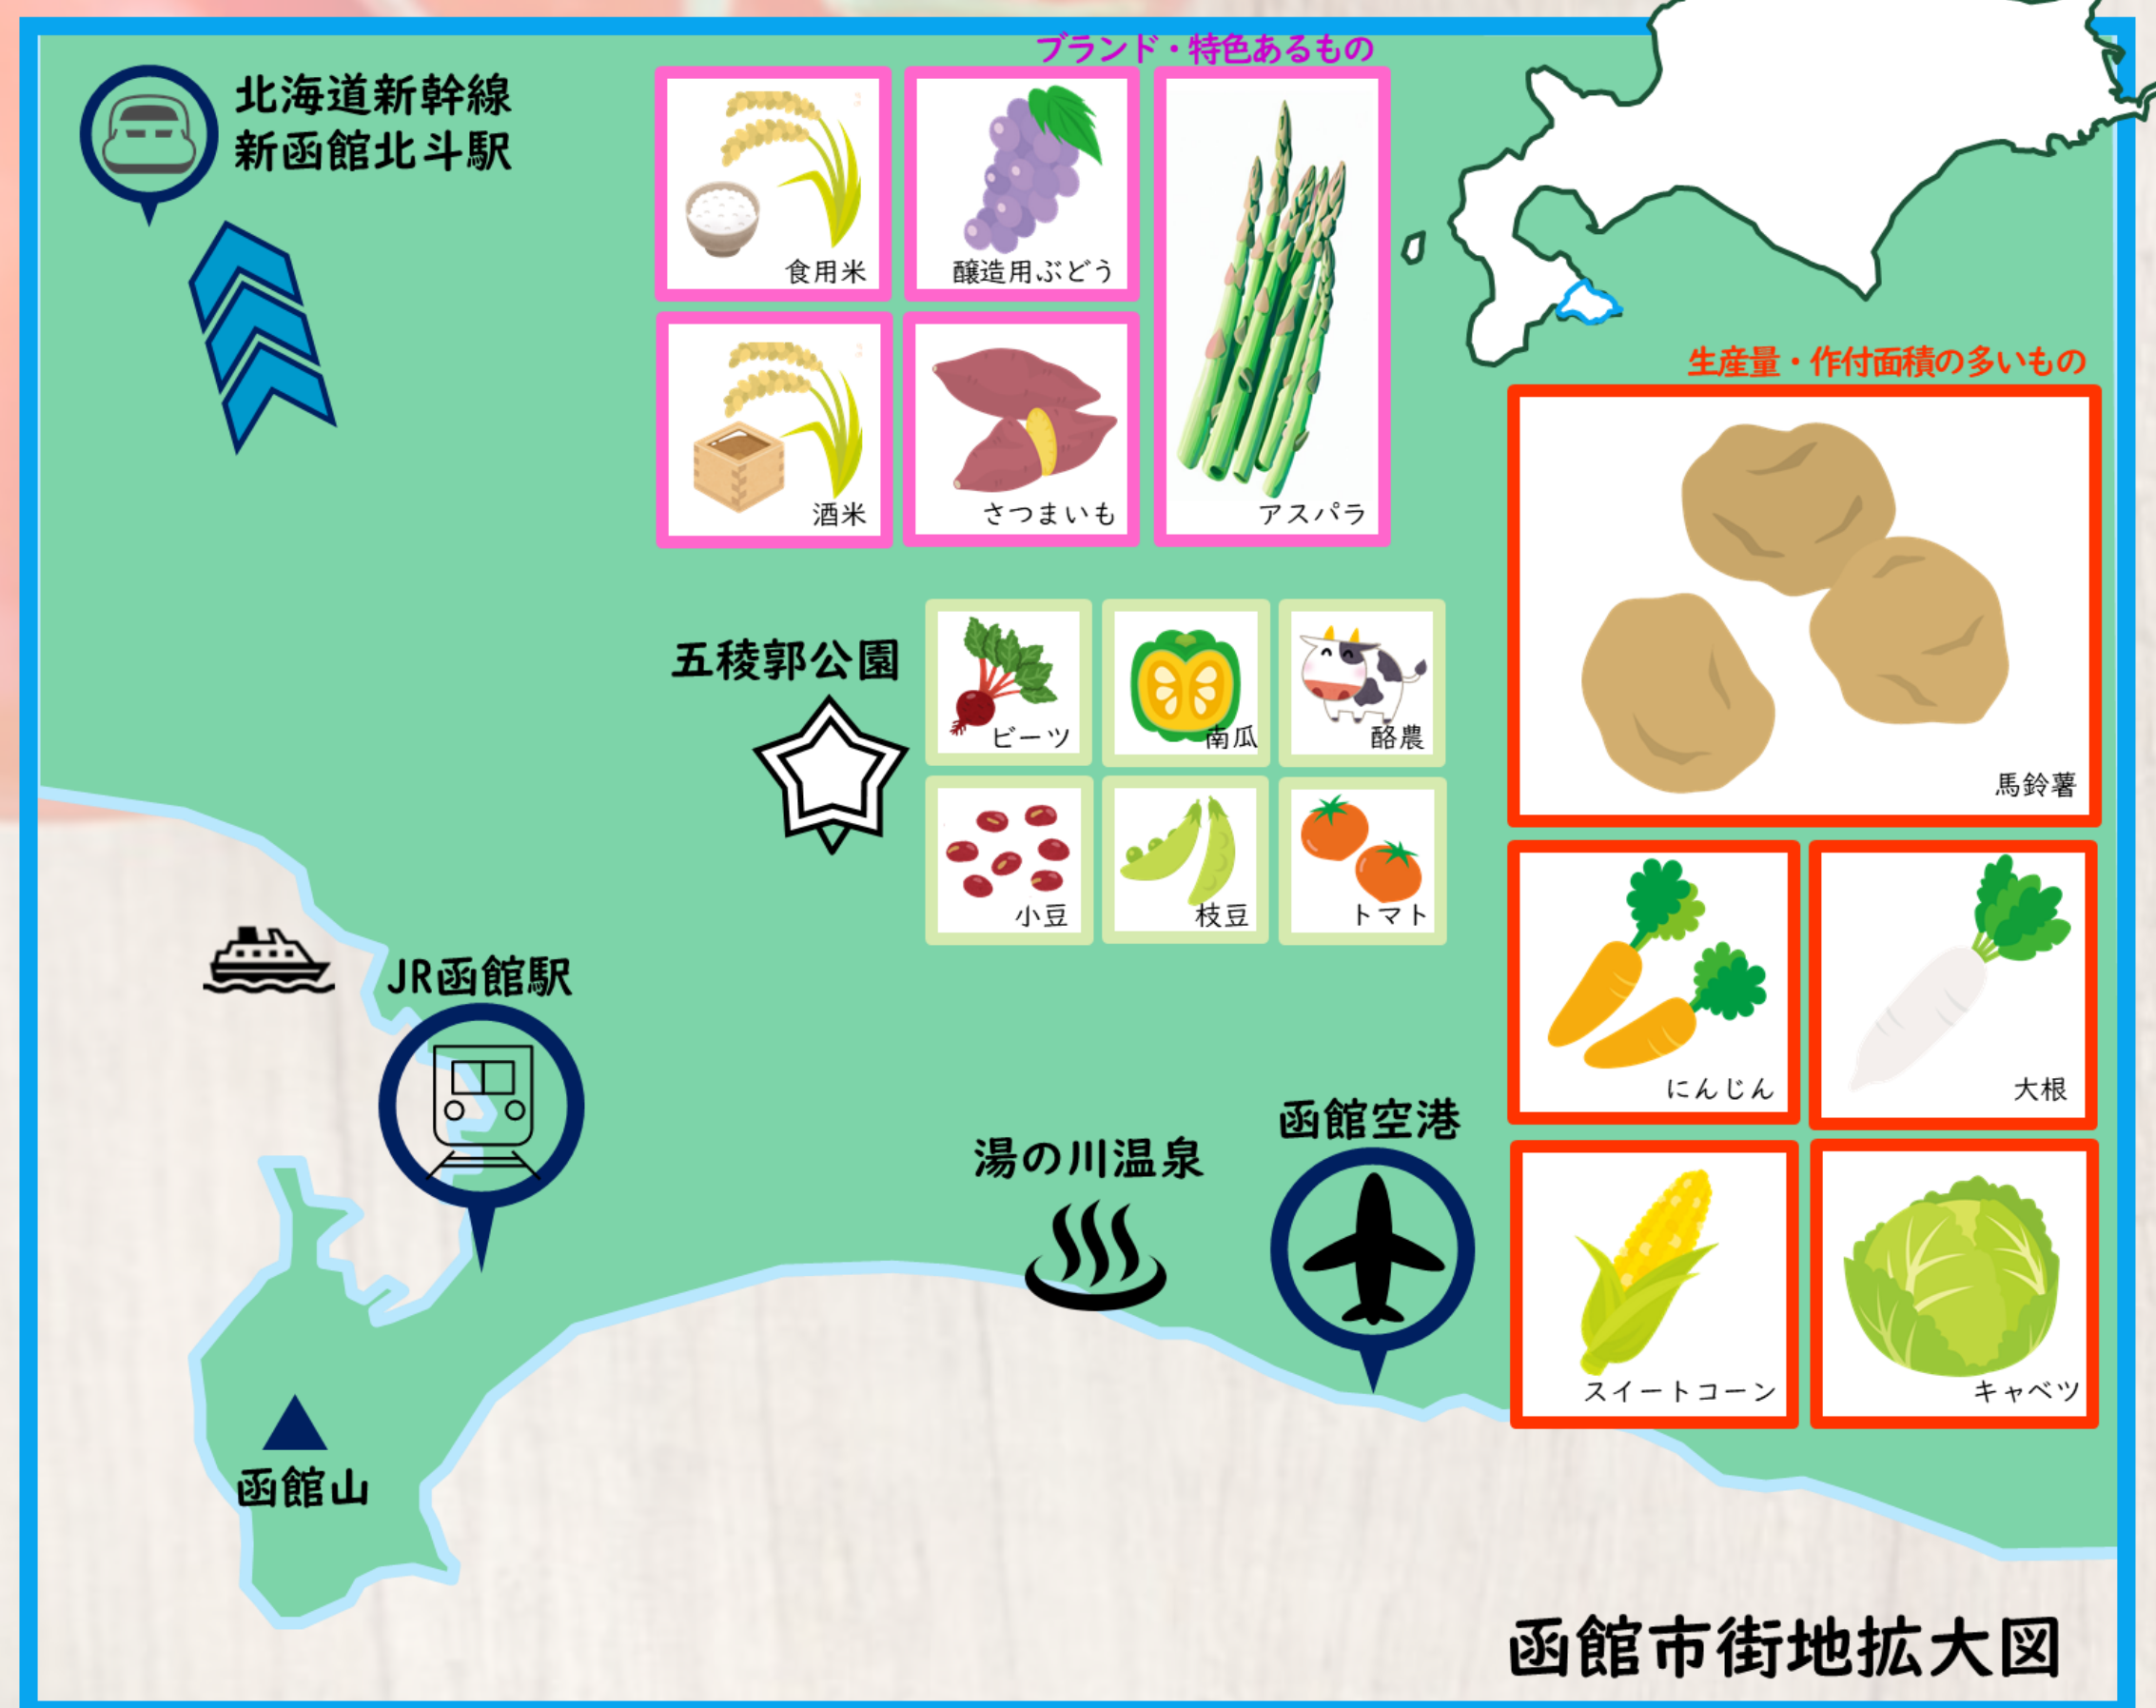 ブランド・特色あるもの
北海道新幹線
新函館北斗駅
食用米
醸造用ぶどう
酒米
さつまいも
アスパラ
生産量・作付面積の多いもの
馬鈴薯
五稜郭公園
ビーツ
南瓜
酪農
小豆
枝豆
トマト
JR函館駅
にんじん
大根
湯の川温泉
函館空港
スイートコーン
キャベツ
函館山
函館市街地拡大図